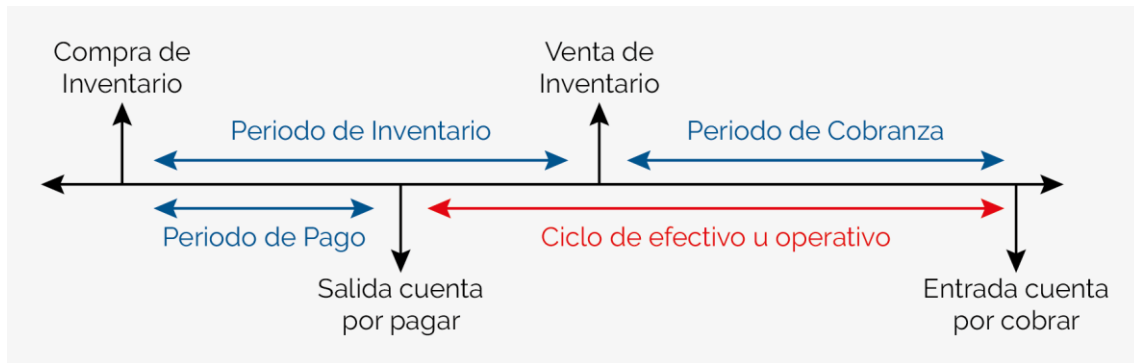 Compra de
Inventario
Venta de
Inventario
Periodo de Inventario
Periodo de Cobranza
Periodo de Pago
Ciclo de efectivo u operativo
Salida cuenta
por pagar
Entrada cuenta
por cobrar